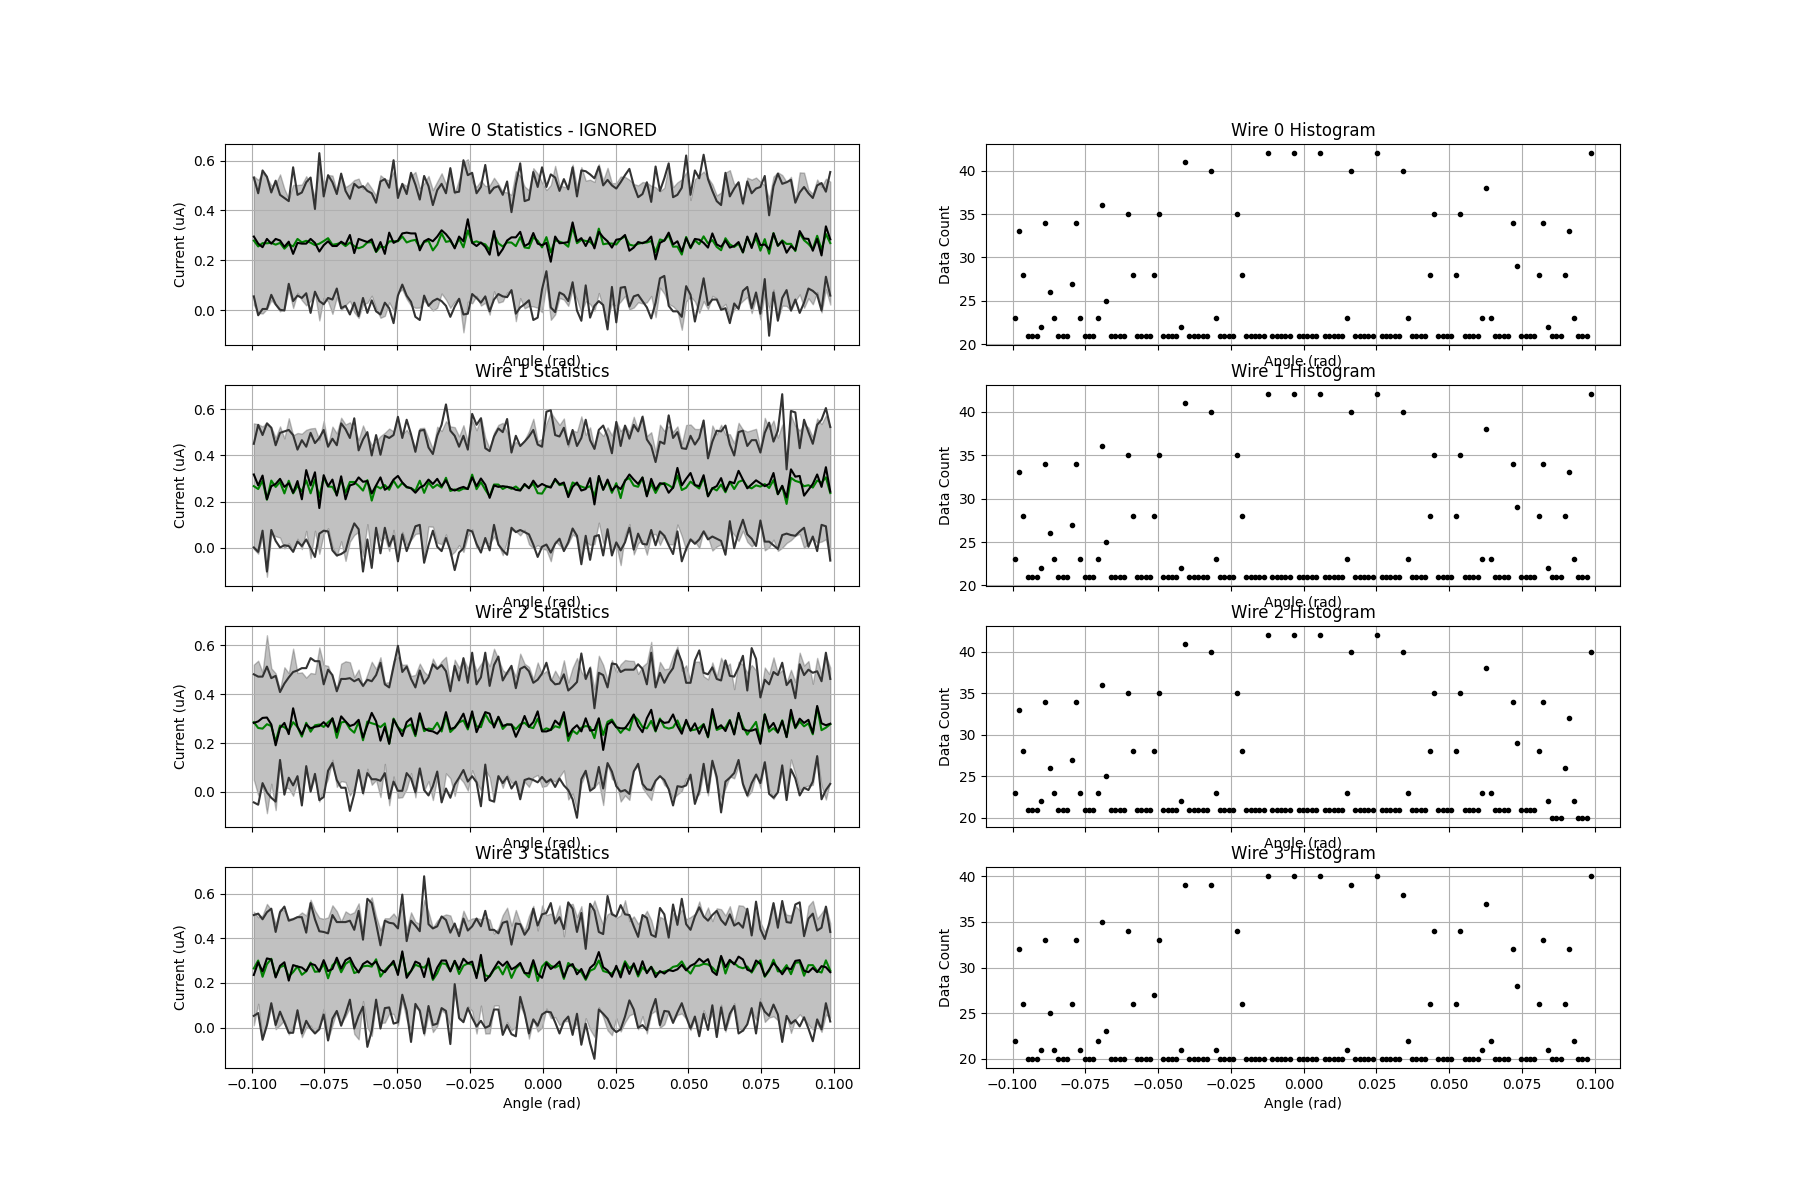 Wire 0 Statistics - IGNORED
Current (uA)
0.6
0.4
0.2
0.0
Angle (rad)
Wire 0 Histogram
Data Count
40
35
30
25
20
Angle (rad)
Wire 1 Statistics
Current (uA)
0.6
0.4
0.2
0.0
Angle (rad)
Wire 1 Histogram
Data Count
40
35
30
25
20
Angle (rad)
Wire 2 Statistics
Current (uA)
0.6
0.4
0.2
0.0
Angle (rad)
Wire 2 Histogram
Data Count
40
35
30
25
20
Angle (rad)
Wire 3 Statistics
Current (uA)
0.6
0.4
0.2
0.0
−0.100 −0.075 −0.050 −0.025 0.000 0.025 0.050 0.075 0.100
Angle (rad)
Wire 3 Histogram
Data Count
40
35
30
25
20
−0.100 −0.075 −0.050 −0.025 0.000 0.025 0.050 0.075 0.100
Angle (rad)